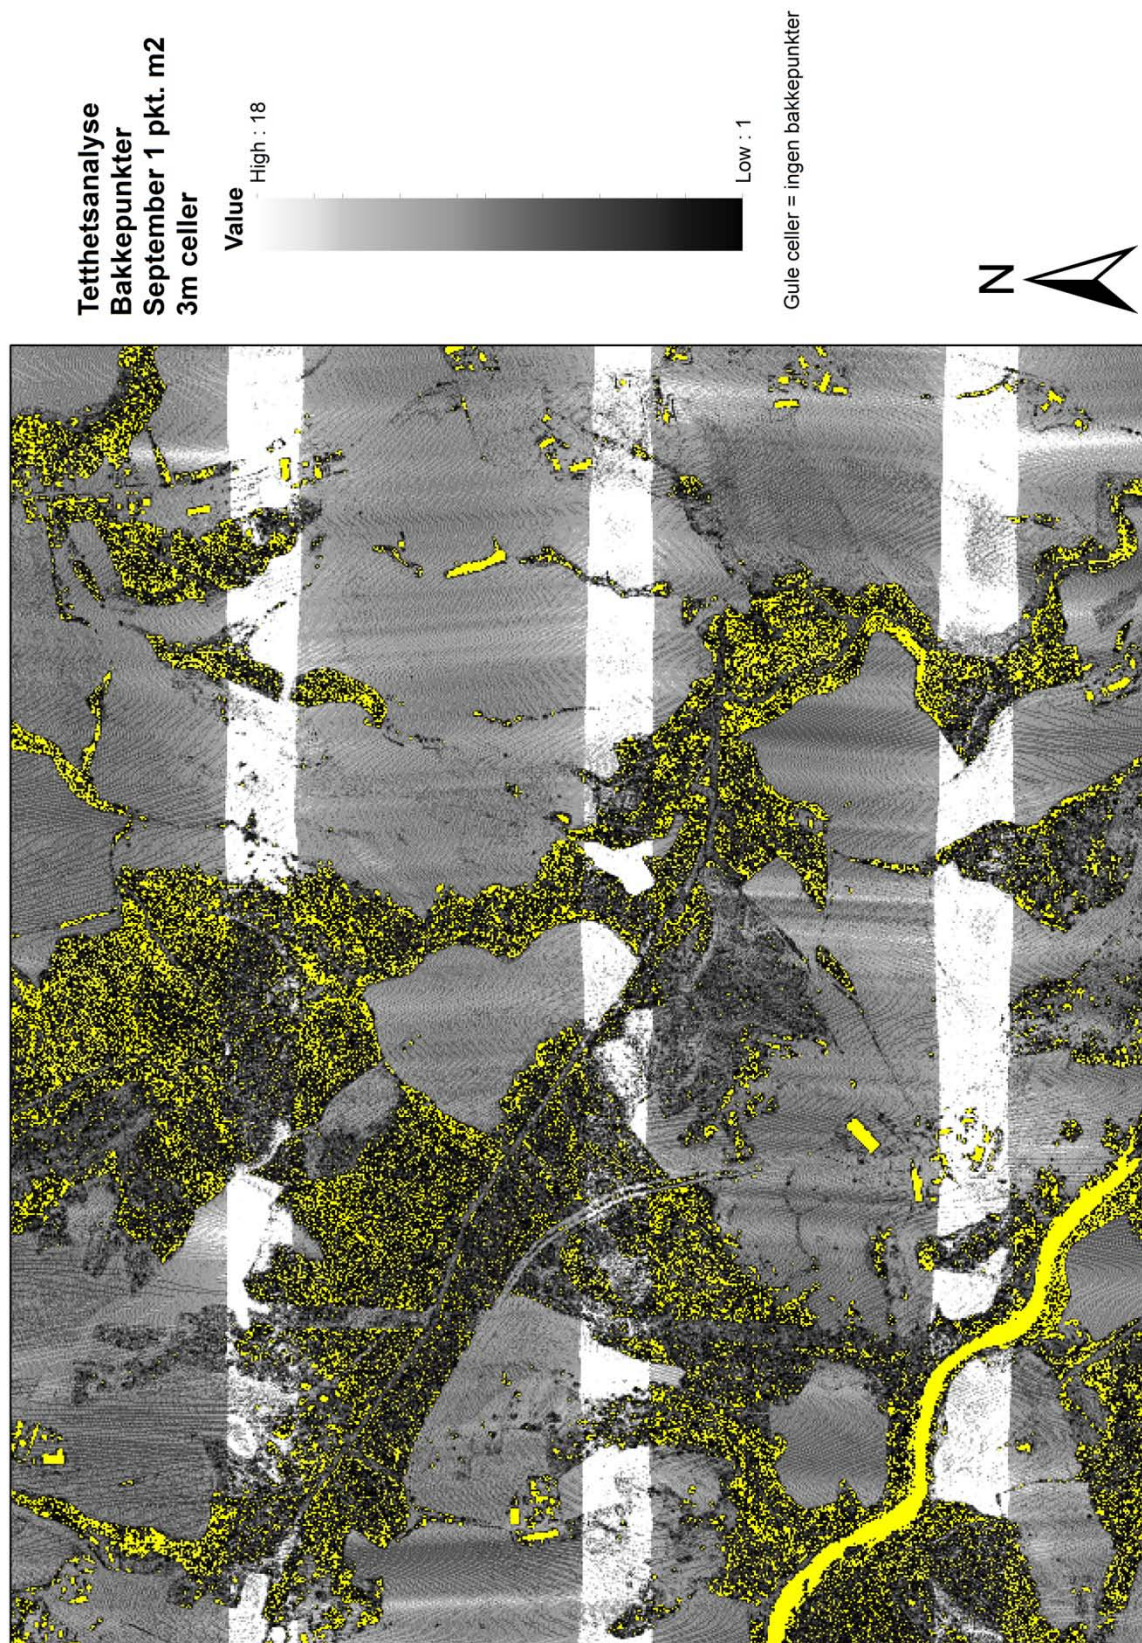 Tetthetsanalyse
Bakkepunkter
September 1 pkt. m2
3m celler
Value
High : 18
Low : 1
Gule celler = ingen bakkepunkter
N